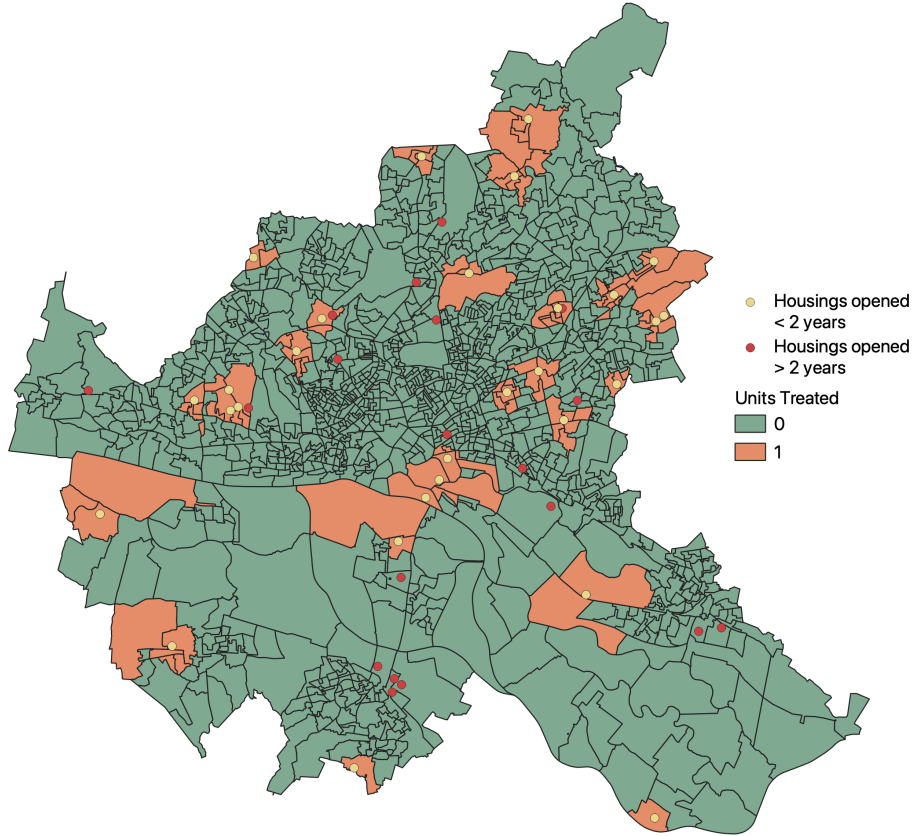 Housings opened
< 2 years
Housings opened
> 2 years
Units Treated
0
1